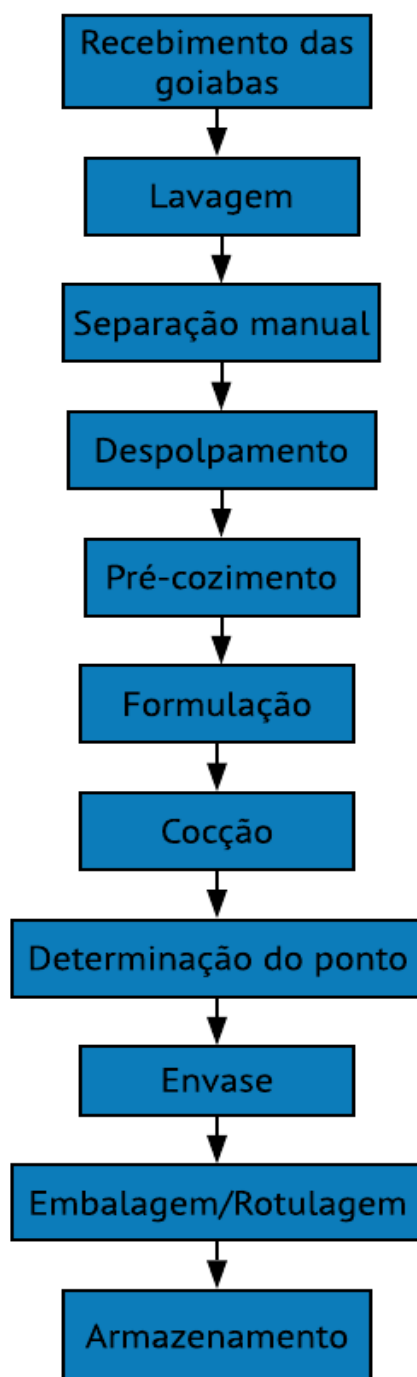 Recebimento das
goiabas
Lavagem
Separação manual
Despolpamento
Pré-cozimento
Formulação
Cocção
Determinação do ponto
Envase
Embalagem/Rotulagem
Armazenamento